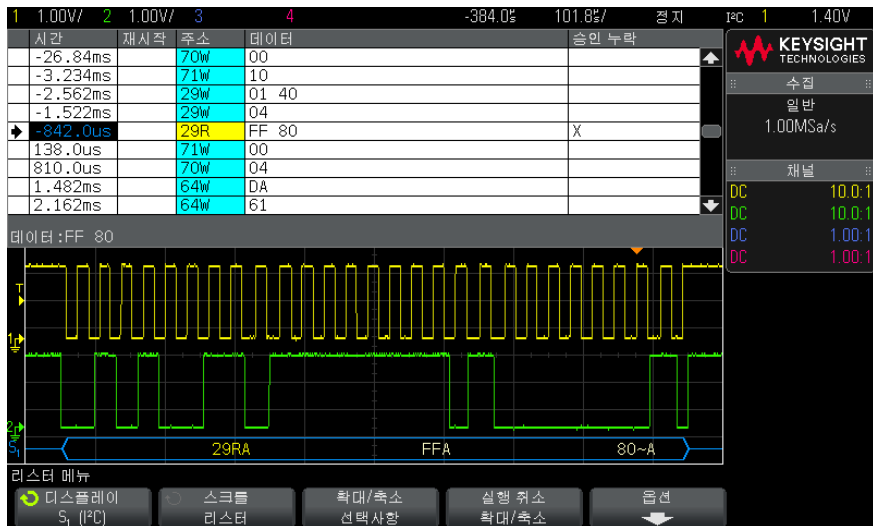 1 1.00V/ 2 1.00V/ 3 4 -384.0us 101.8us/ 정지 I²C 1 1.40V
시간 재시작 주소 데이터 승인 누락
-26.84ms 70W 00
-3.234ms 71W 10
-2.562ms 29W 01 40
-1.522ms 29W 04
-842.0us 29R FF 80 X
138.0us 71W 00
810.0us 70W 04
1.482ms 64W DA
2.162ms 64W 61
데이터:FF 80
KEYSIGHT
TECHNOLOGIES
수집
일반
1.00MSa/s
채널
DC 10.0:1
DC 10.0:1
DC 1.00:1
DC 1.00:1
T
1
2
S₁ 29RA FFA 80~A
리스터 메뉴
디스플레이
S₁ (I²C)
스크롤
리스터
확대/축소
선택사항
실행 취소
확대/축소
옵션